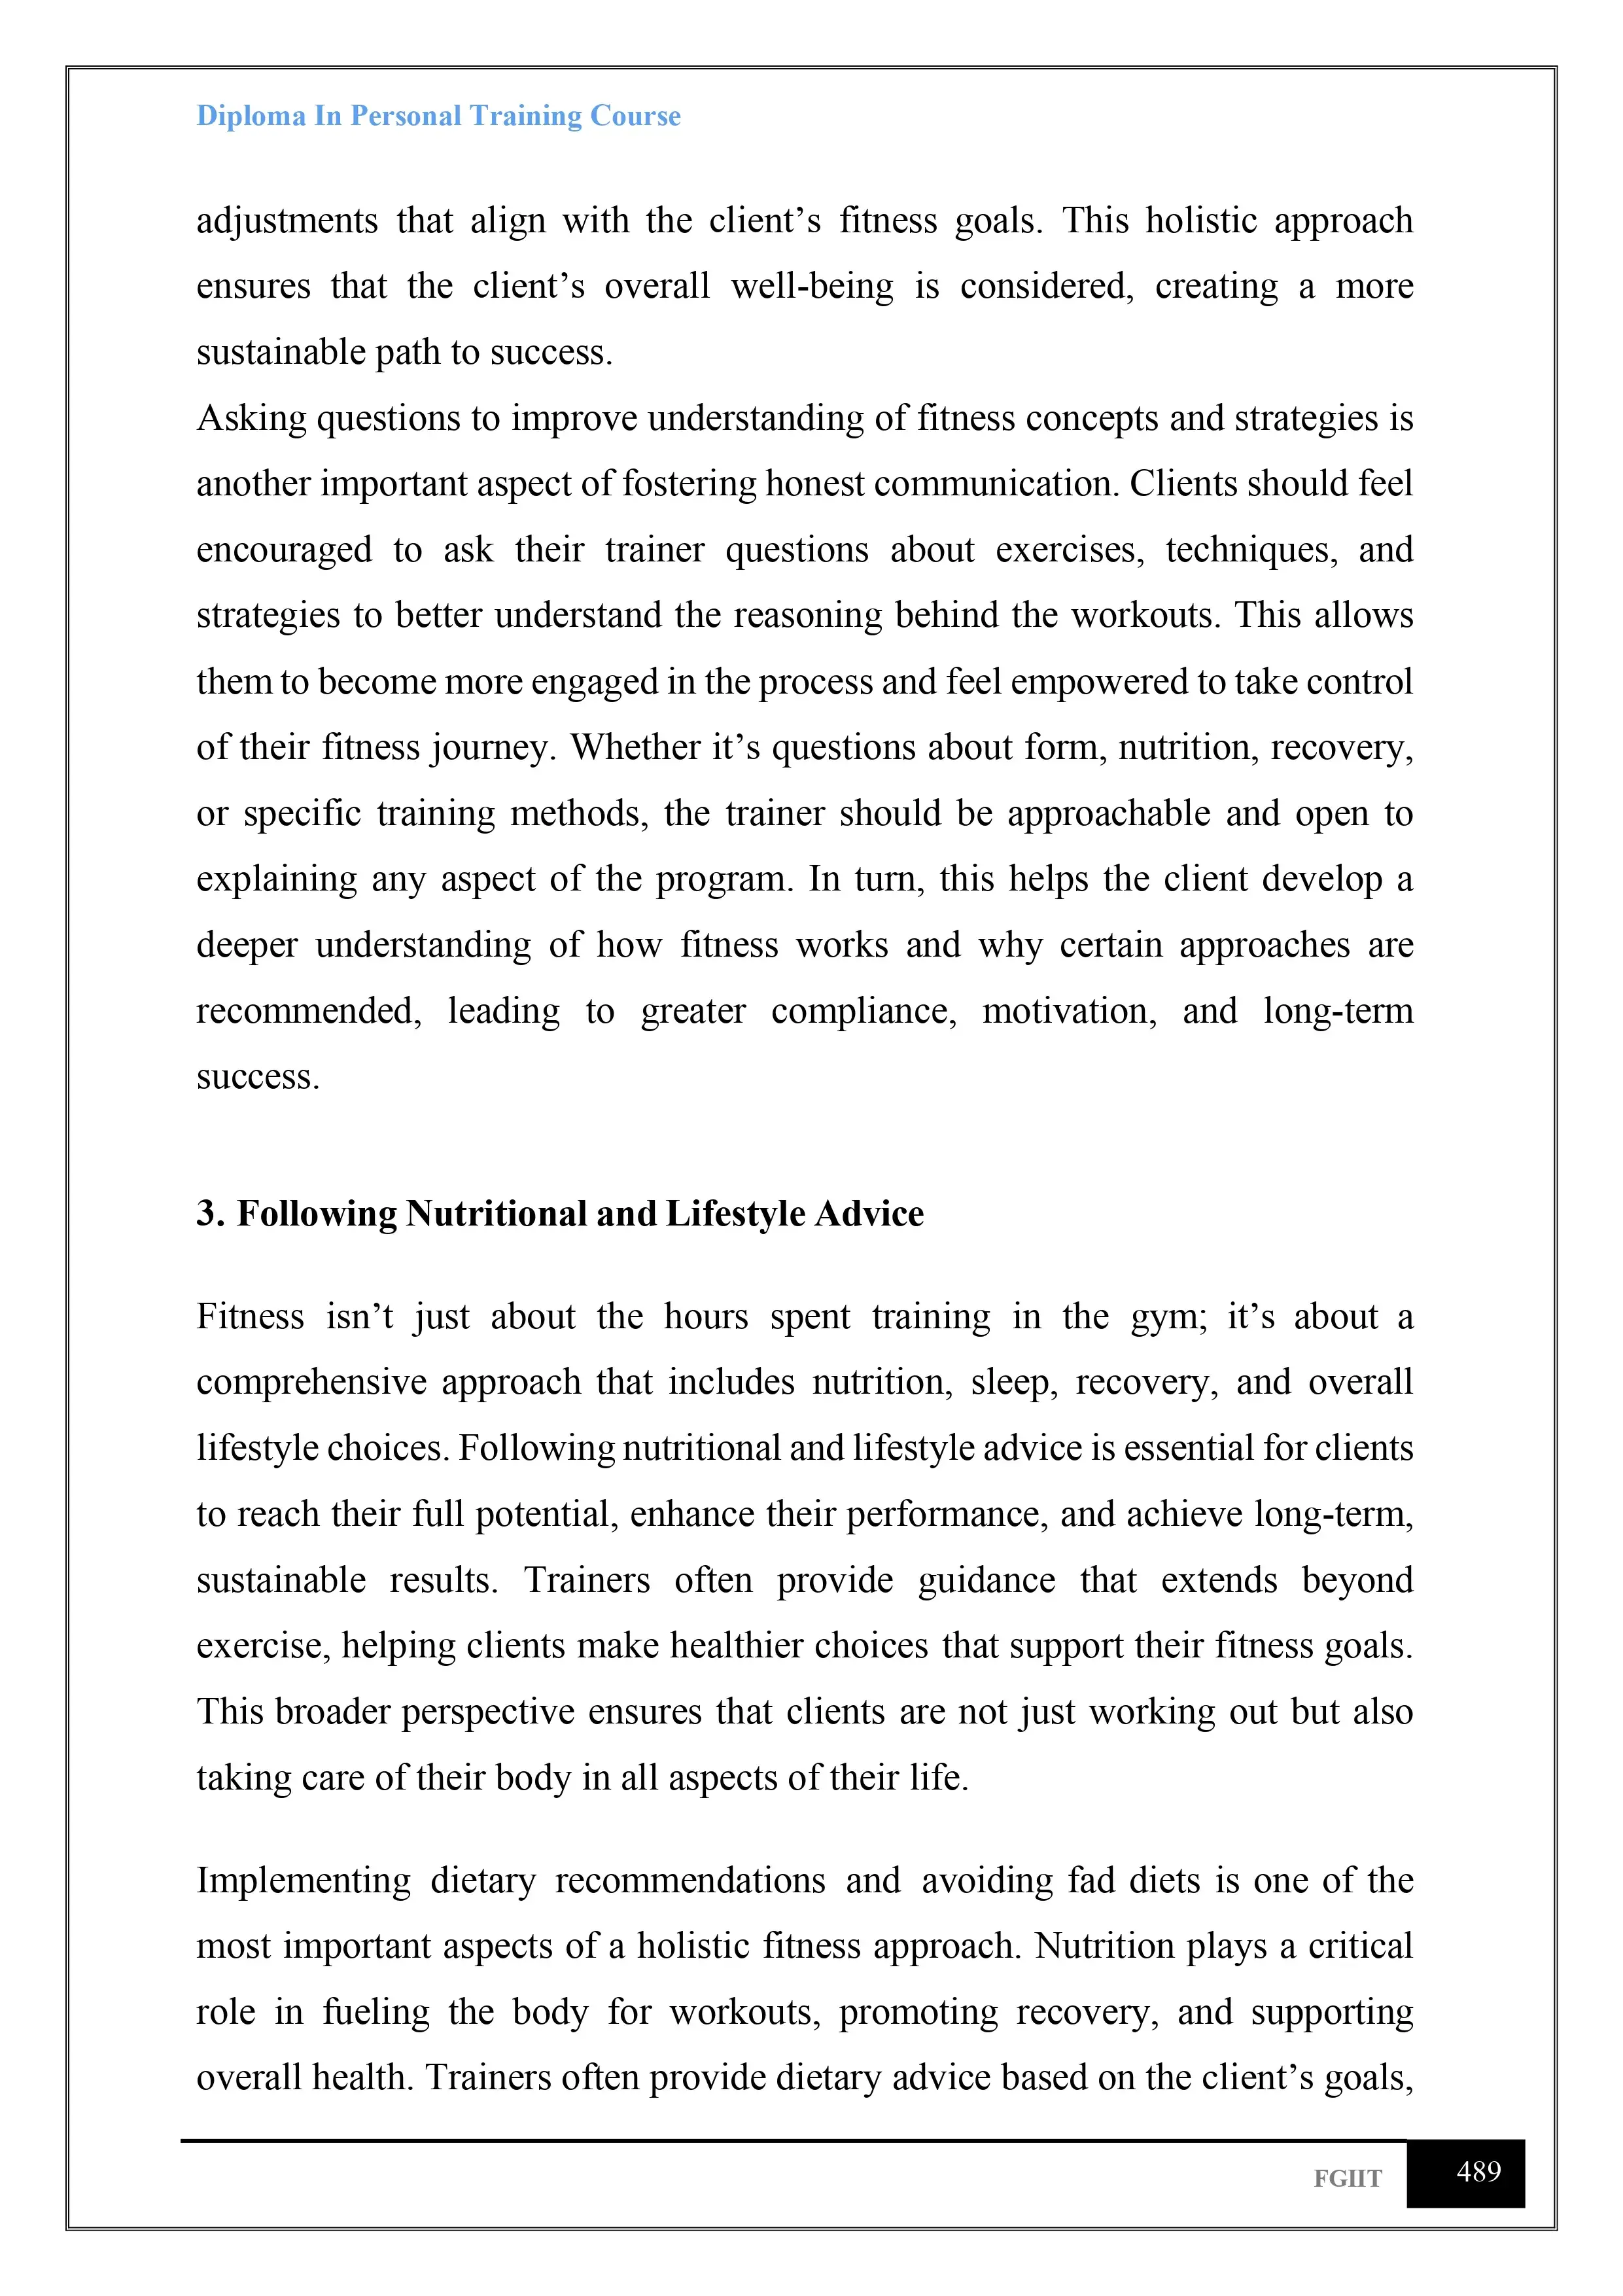 Diploma In Personal Training Course
adjustments that align with the client’s fitness goals. This holistic approach
ensures that the client’s overall well-being is considered, creating a more
sustainable path to success.
Asking questions to improve understanding of fitness concepts and strategies is
another important aspect of fostering honest communication. Clients should feel
encouraged to ask their trainer questions about exercises, techniques, and
strategies to better understand the reasoning behind the workouts. This allows
them to become more engaged in the process and feel empowered to take control
of their fitness journey. Whether it’s questions about form, nutrition, recovery,
or specific training methods, the trainer should be approachable and open to
explaining any aspect of the program. In turn, this helps the client develop a
deeper understanding of how fitness works and why certain approaches are
recommended, leading to greater compliance, motivation, and long-term
success.
3. Following Nutritional and Lifestyle Advice
Fitness isn’t just about the hours spent training in the gym; it’s about a
comprehensive approach that includes nutrition, sleep, recovery, and overall
lifestyle choices. Following nutritional and lifestyle advice is essential for clients
to reach their full potential, enhance their performance, and achieve long-term,
sustainable results. Trainers often provide guidance that extends beyond
exercise, helping clients make healthier choices that support their fitness goals.
This broader perspective ensures that clients are not just working out but also
taking care of their body in all aspects of their life.
Implementing dietary recommendations and avoiding fad diets is one of the
most important aspects of a holistic fitness approach. Nutrition plays a critical
role in fueling the body for workouts, promoting recovery, and supporting
overall health. Trainers often provide dietary advice based on the client’s goals,
FGIIT 489